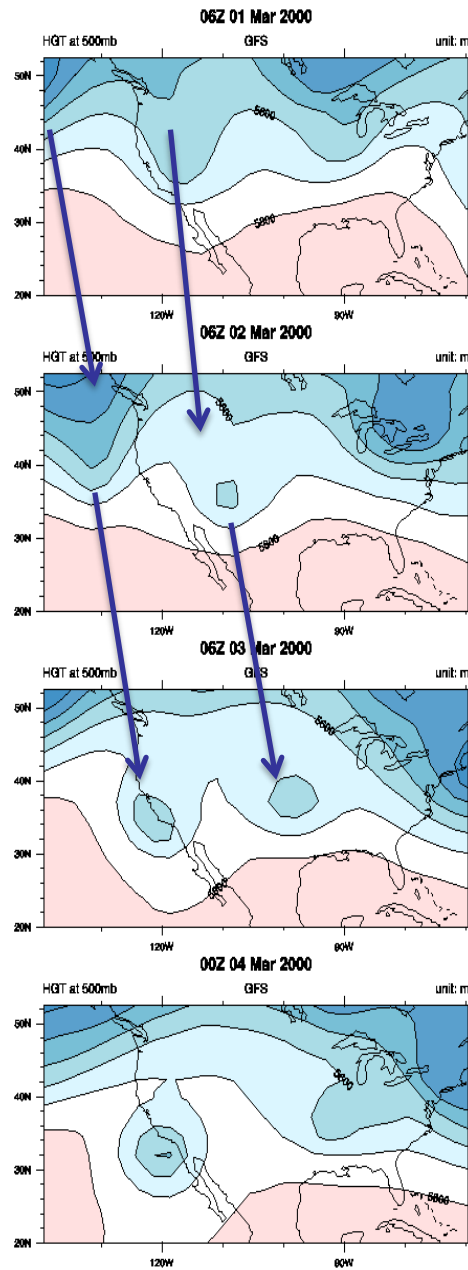 06Z 01 Mar 2000
HGT at 500mb GFS unit: m
50N
40N
30N
20N
5600
5800
120W 90W
06Z 02 Mar 2000
HGT at 500mb GFS unit: m
50N
40N
30N
20N
5600
5800
120W 90W
06Z 03 Mar 2000
HGT at 500mb GFS unit: m
50N
40N
30N
20N
5600
5800
120W 90W
00Z 04 Mar 2000
HGT at 500mb GFS unit: m
50N
40N
30N
20N
5600
5800
120W 90W